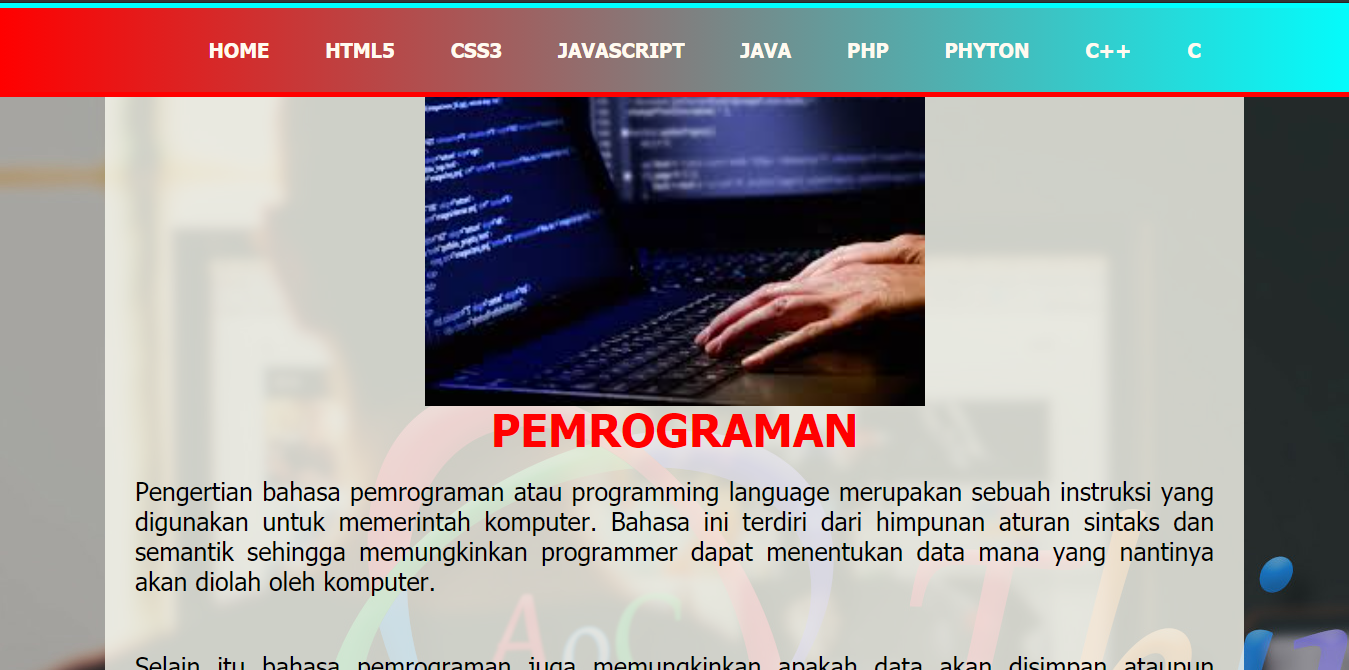 HOME HTML5 CSS3 JAVASCRIPT JAVA PHP PHYTON C++ C
PEMROGRAMAN
Pengertian bahasa pemrograman atau programming language merupakan sebuah instruksi yang
digunakan untuk memerintah komputer. Bahasa ini terdiri dari himpunan aturan sintaks dan
semantik sehingga memungkinkan programmer dapat menentukan data mana yang nantinya
akan diolah oleh komputer.
Selain itu bahasa pemrograman juga memungkinkan apakah data akan disimpan ataupun
AoC